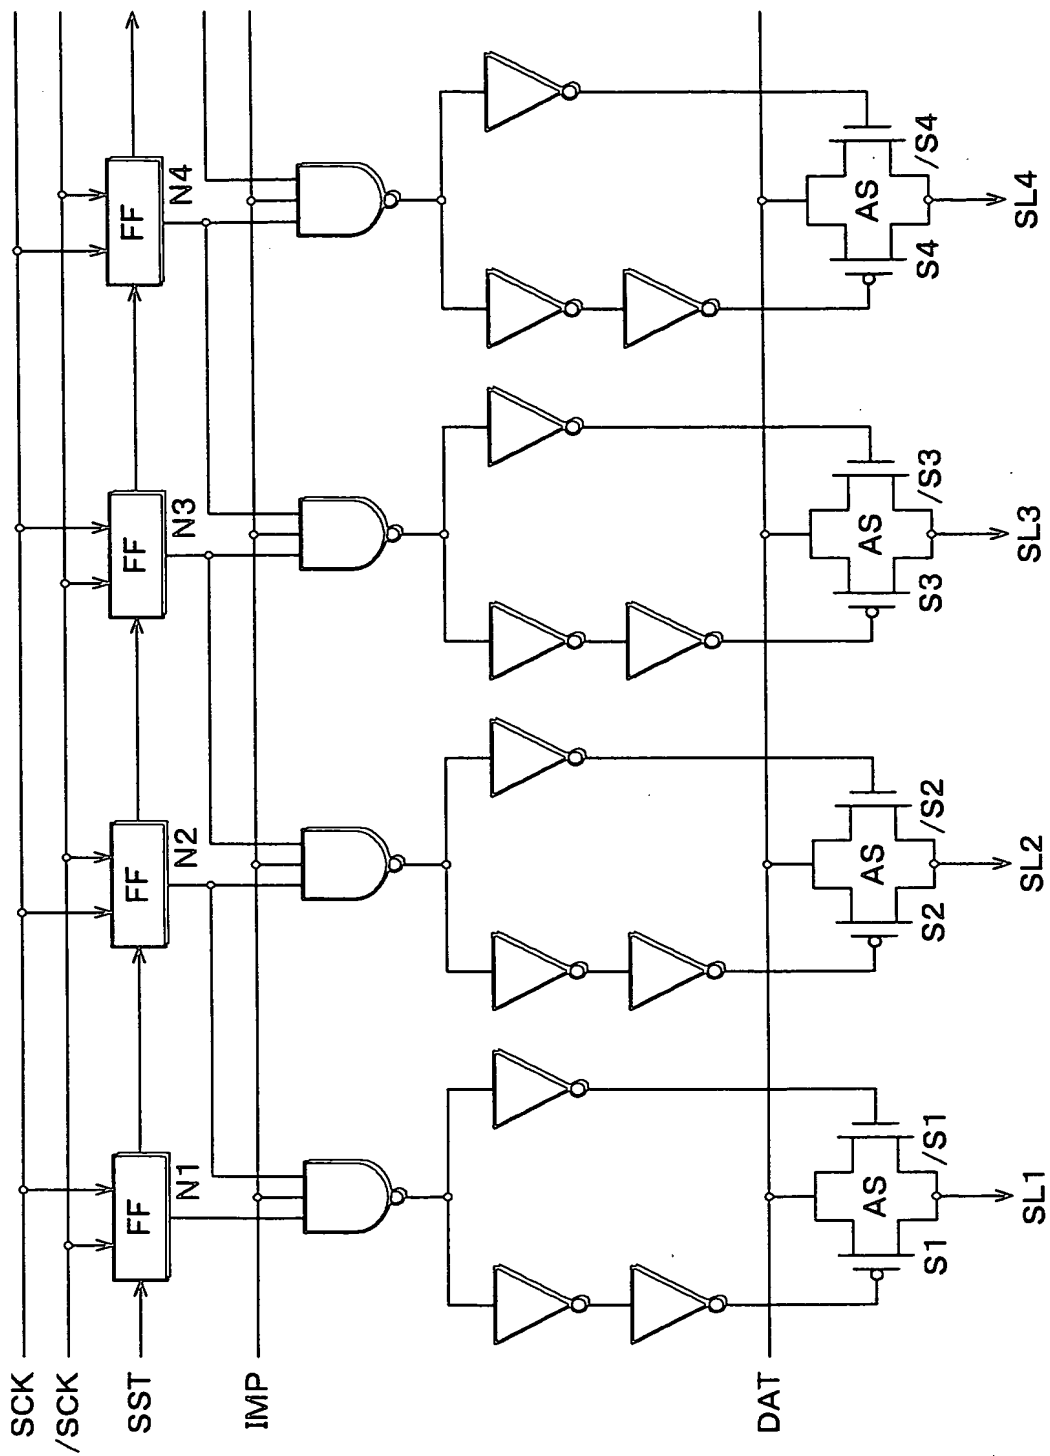 SCK
/SCK
SST
IMP
DAT
FF
FF
FF
FF
N1
N2
N3
N4
AS
AS
AS
AS
S1
/S1
S2
/S2
S3
/S3
S4
/S4
SL1
SL2
SL3
SL4